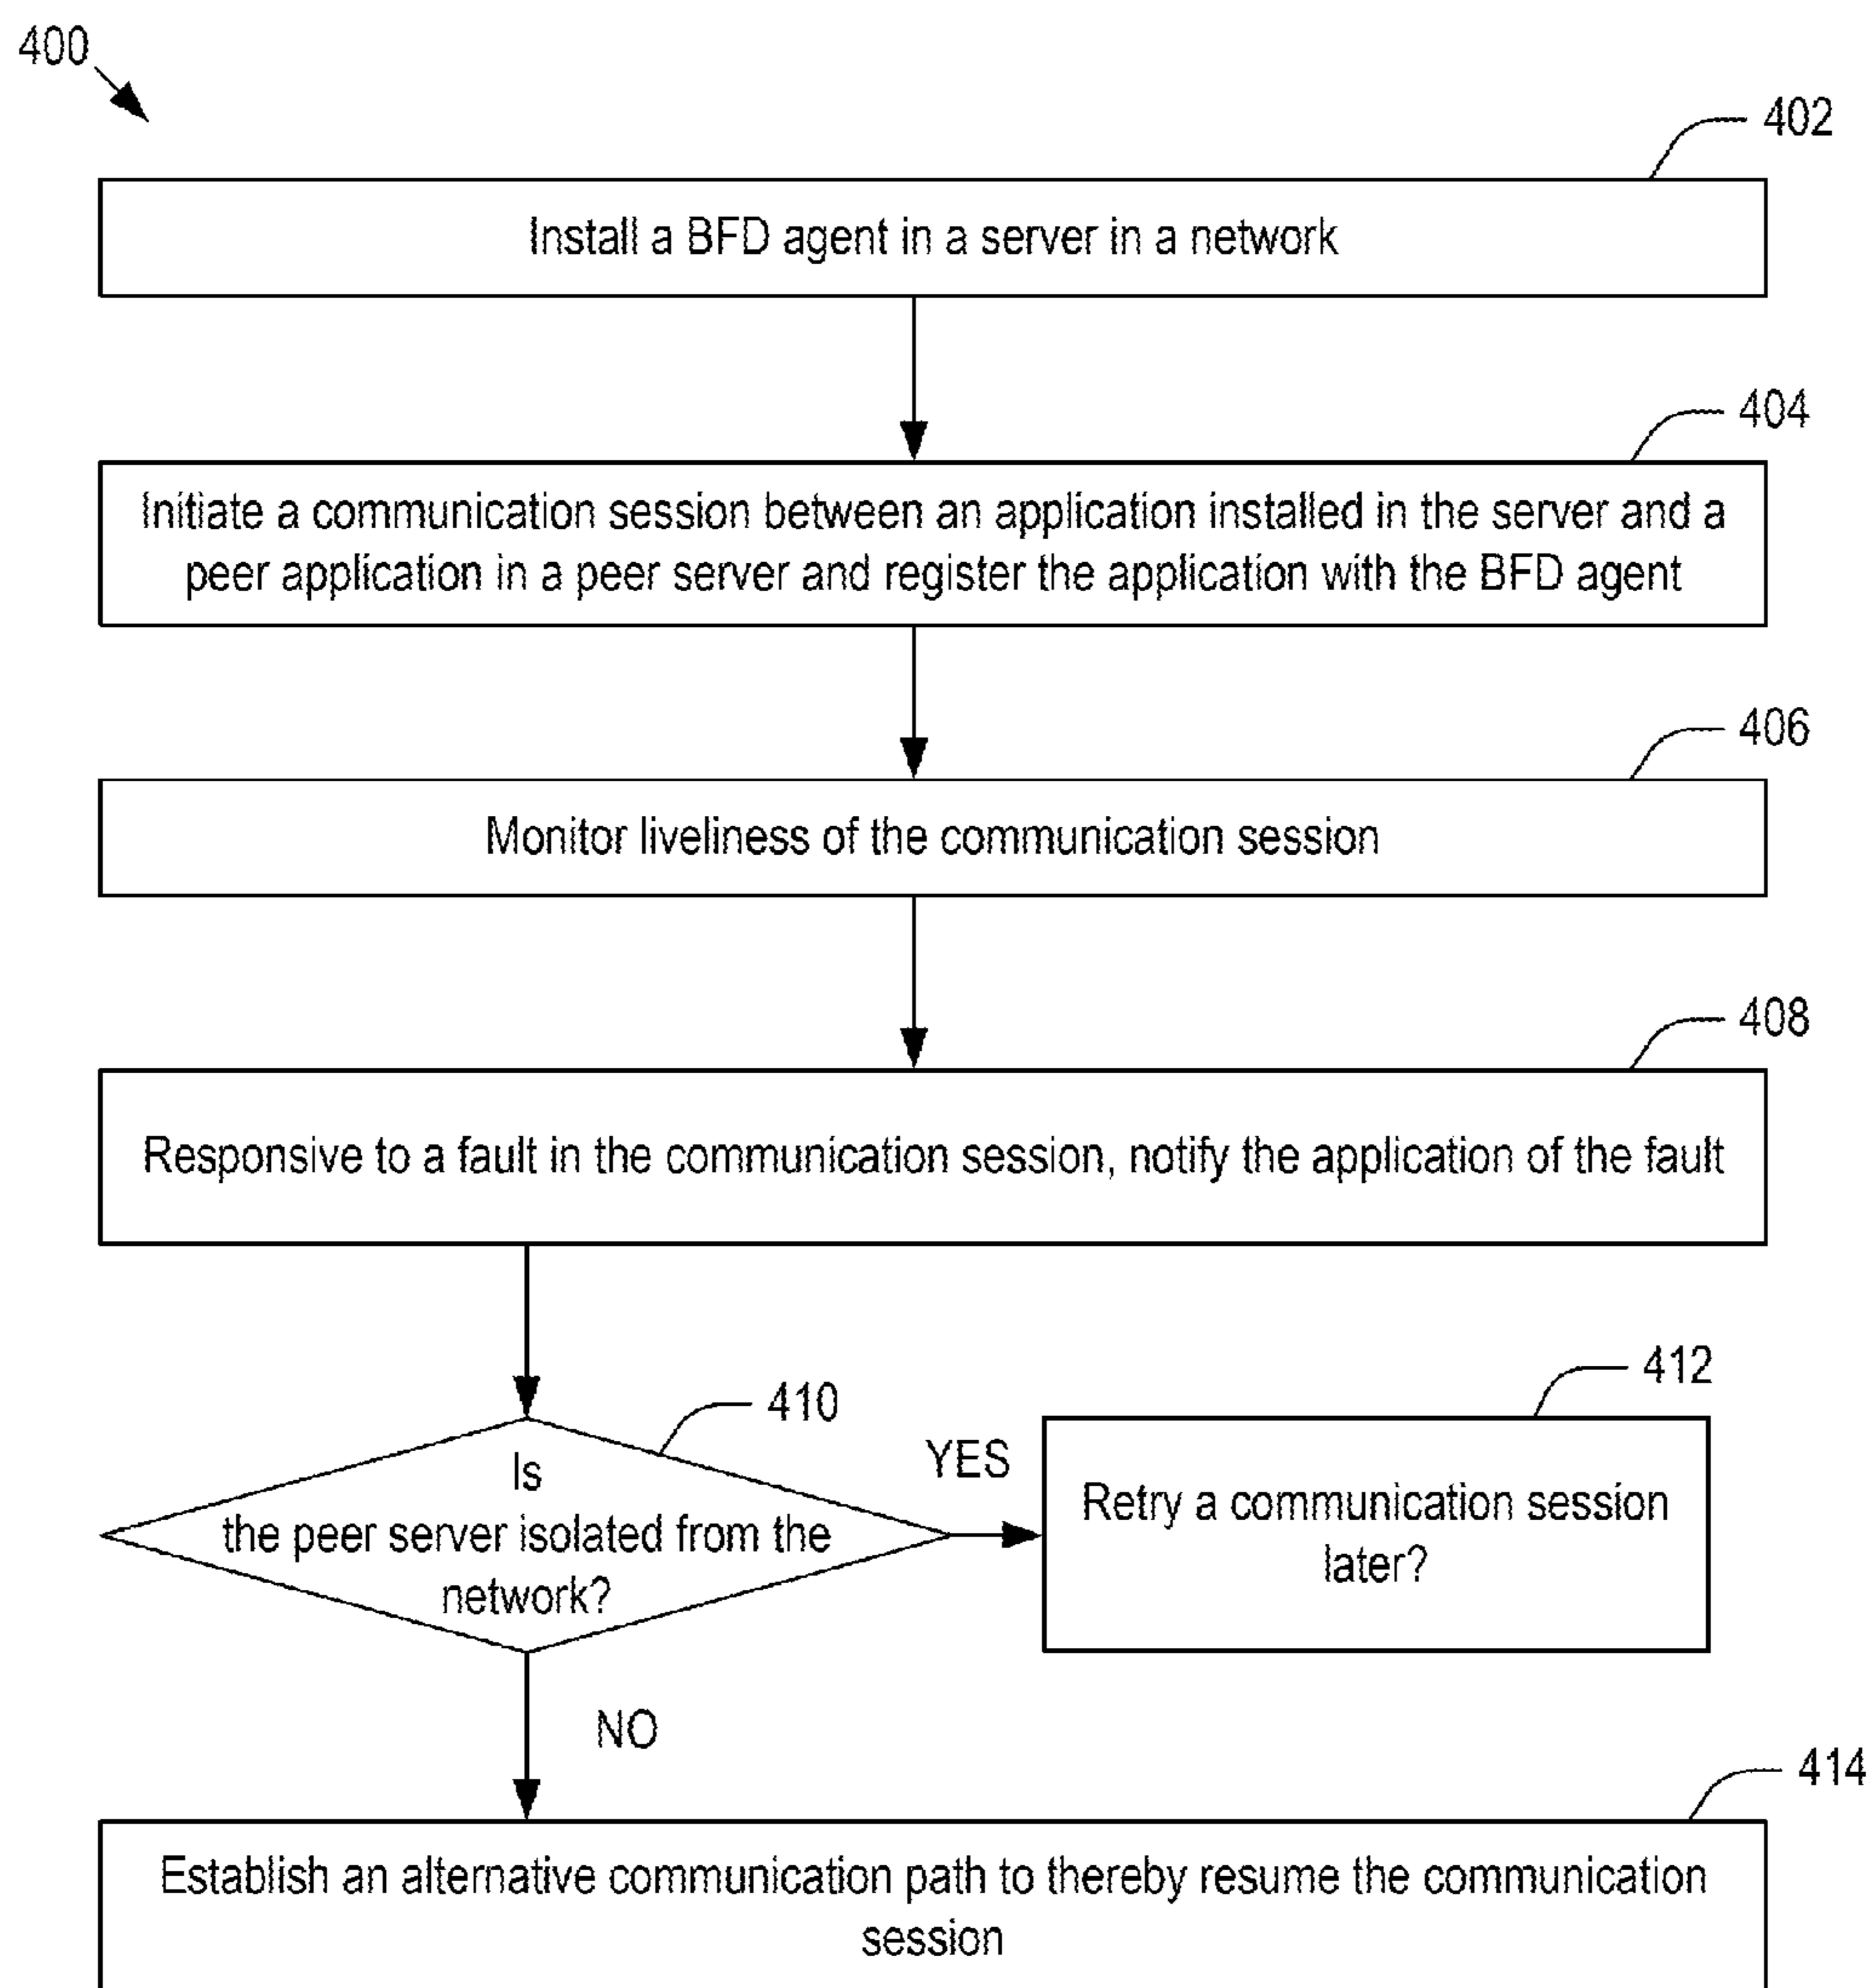 400
402
Install a BFD agent in a server in a network
404
Initiate a communication session between an application installed in the server and a
peer application in a peer server and register the application with the BFD agent
406
Monitor liveliness of the communication session
408
Responsive to a fault in the communication session, notify the application of the fault
410
Is
the peer server isolated from the
network?
YES
412
Retry a communication session
later?
NO
414
Establish an alternative communication path to thereby resume the communication
session